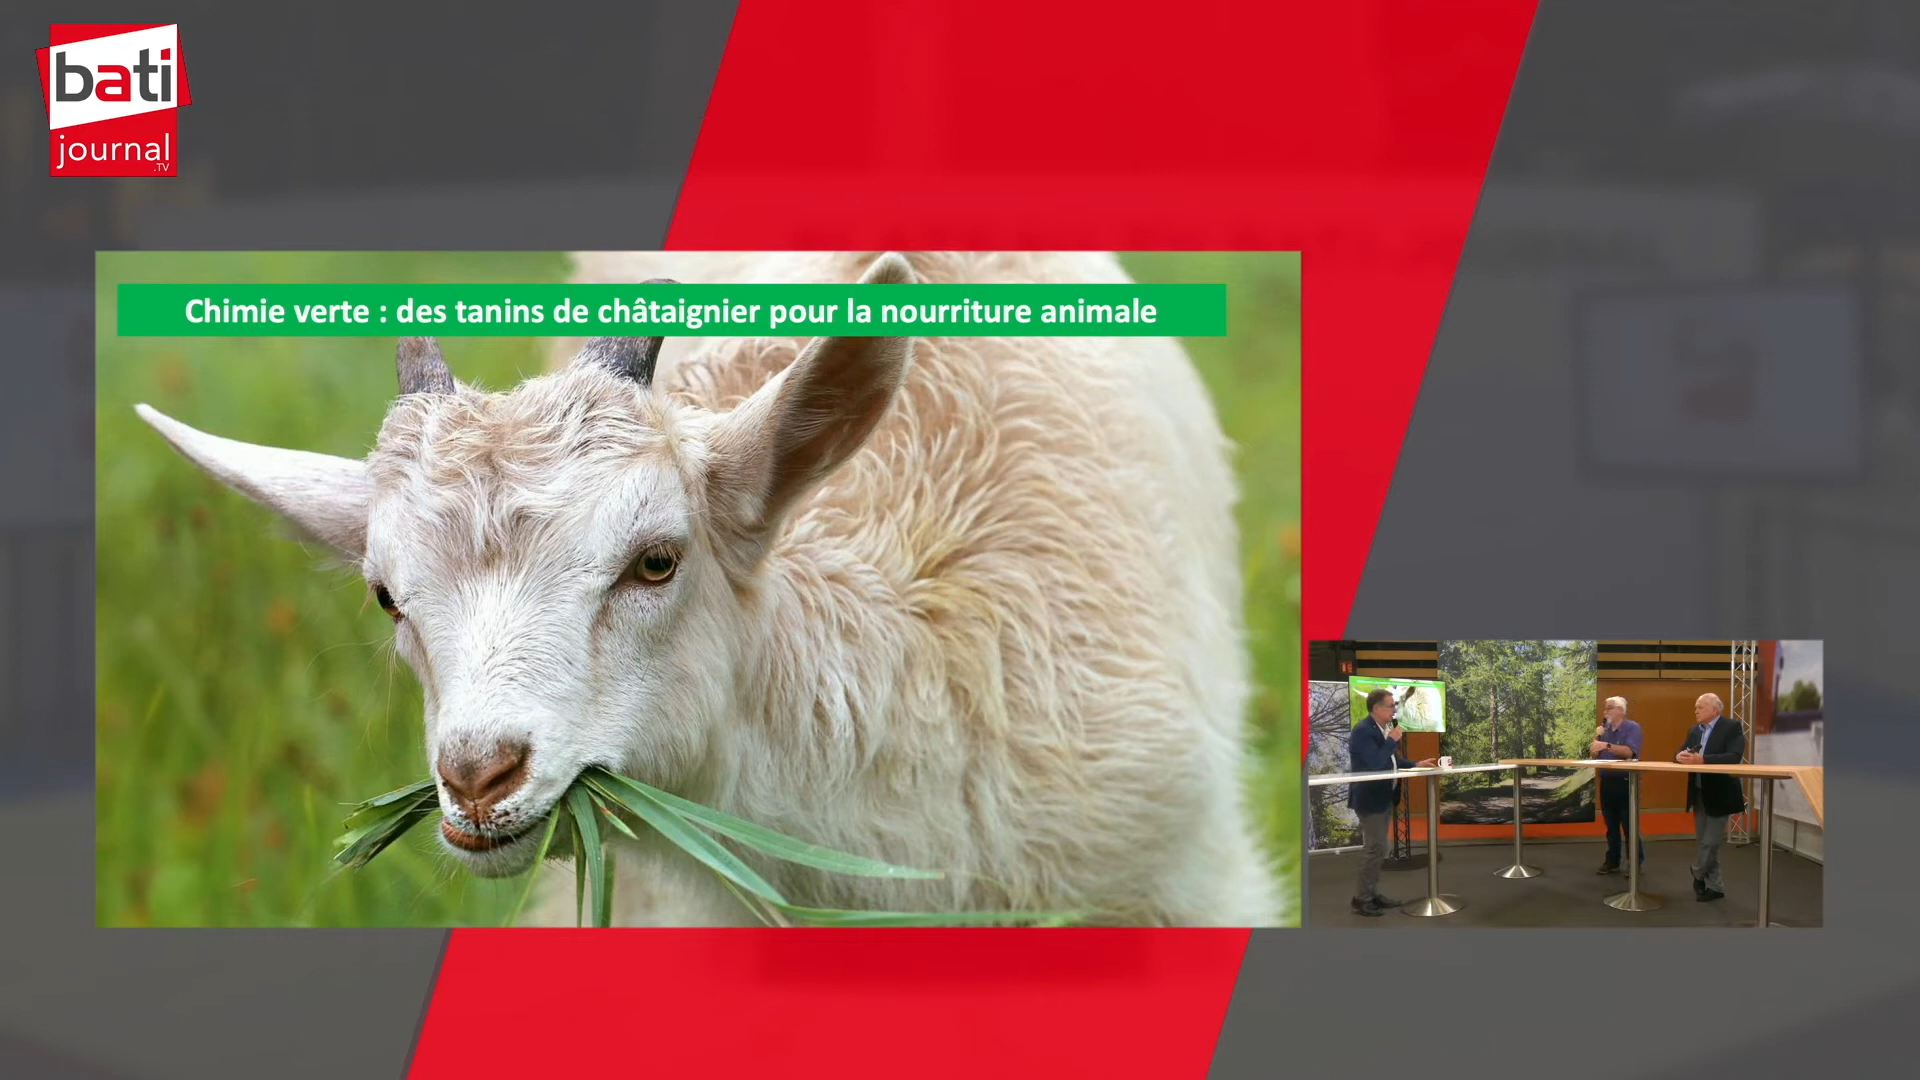 bati
journal
.TV
Chimie verte : des tanins de châtaignier pour la nourriture animale